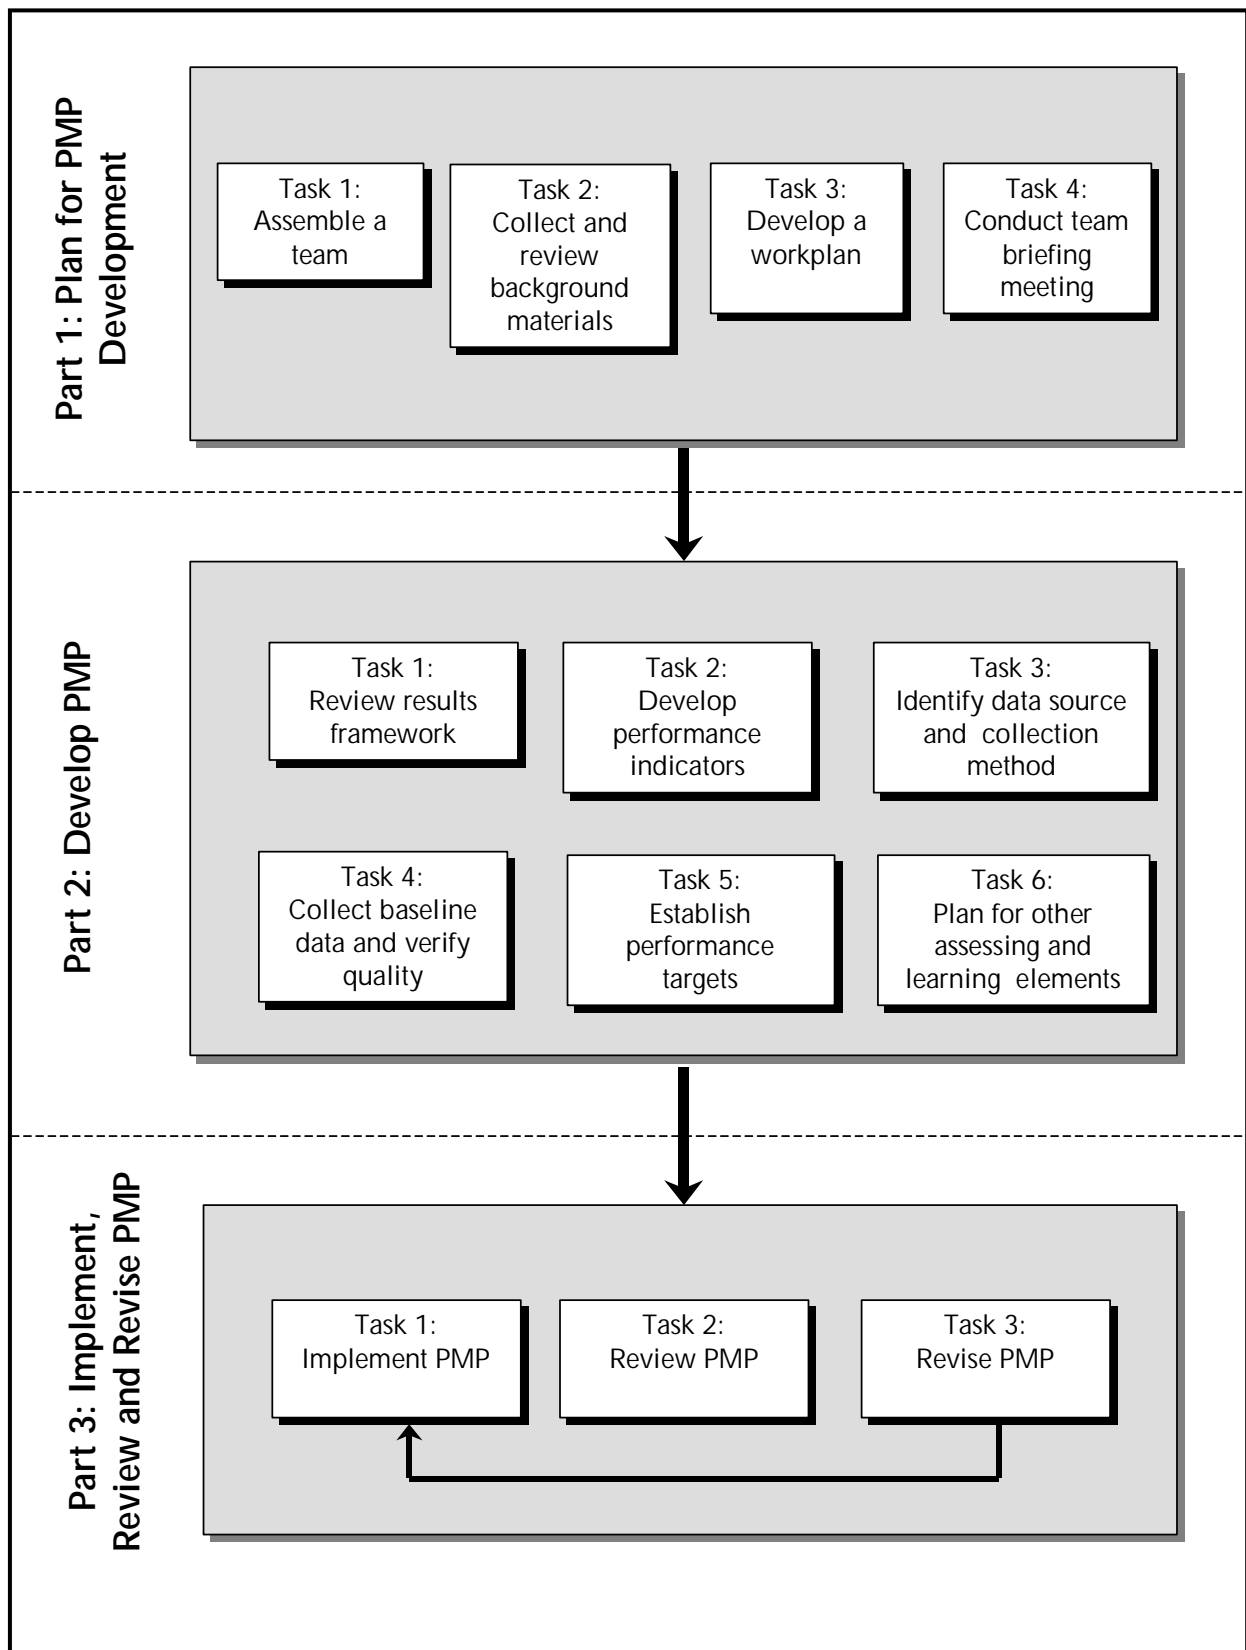 Part 1: Plan for PMP
Development
Task 1:
Assemble a
team
Task 2:
Collect and
review
background
materials
Task 3:
Develop a
workplan
Task 4:
Conduct team
briefing
meeting
Part 2: Develop PMP
Task 1:
Review results
framework
Task 2:
Develop
performance
indicators
Task 3:
Identify data source
and collection
method
Task 4:
Collect baseline
data and verify
quality
Task 5:
Establish
performance
targets
Task 6:
Plan for other
assessing and
learning elements
Part 3: Implement,
Review and Revise PMP
Task 1:
Implement PMP
Task 2:
Review PMP
Task 3:
Revise PMP